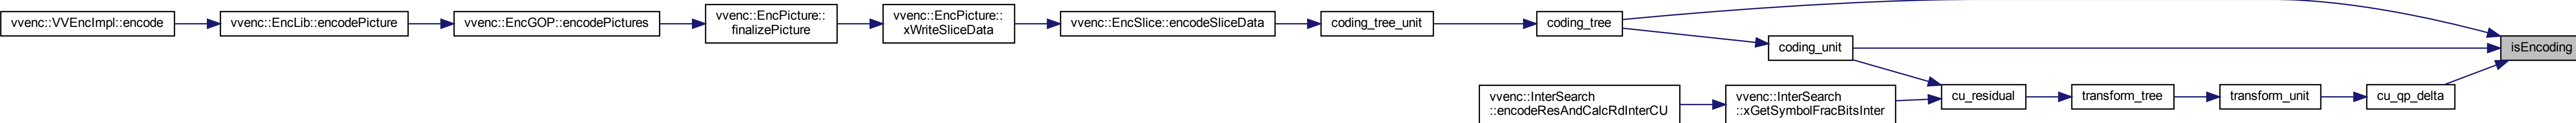 vvenc::VVEncImpl::encode
vvenc::EncLib::encodePicture
vvenc::EncGOP::encodePictures
vvenc::EncPicture::
finalizePicture
vvenc::EncPicture::
xWriteSliceData
vvenc::EncSlice::encodeSliceData
coding_tree_unit
coding_tree
coding_unit
isEncoding
vvenc::InterSearch
::encodeResAndCalcRdInterCU
vvenc::InterSearch
::xGetSymbolFracBitsInter
cu_residual
transform_tree
transform_unit
cu_qp_delta